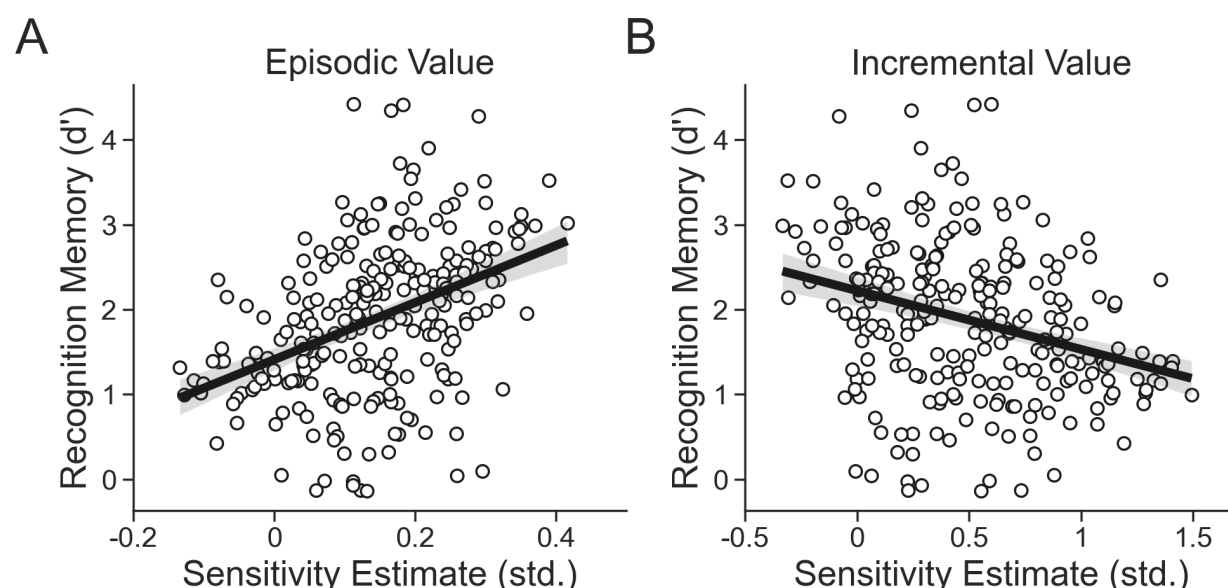 A
Episodic Value
Recognition Memory (d')
4
3
2
1
0
-0.2
0
0.2
0.4
Sensitivity Estimate (std.)
B
Incremental Value
Recognition Memory (d')
4
3
2
1
0
-0.5
0
0.5
1
1.5
Sensitivity Estimate (std.)